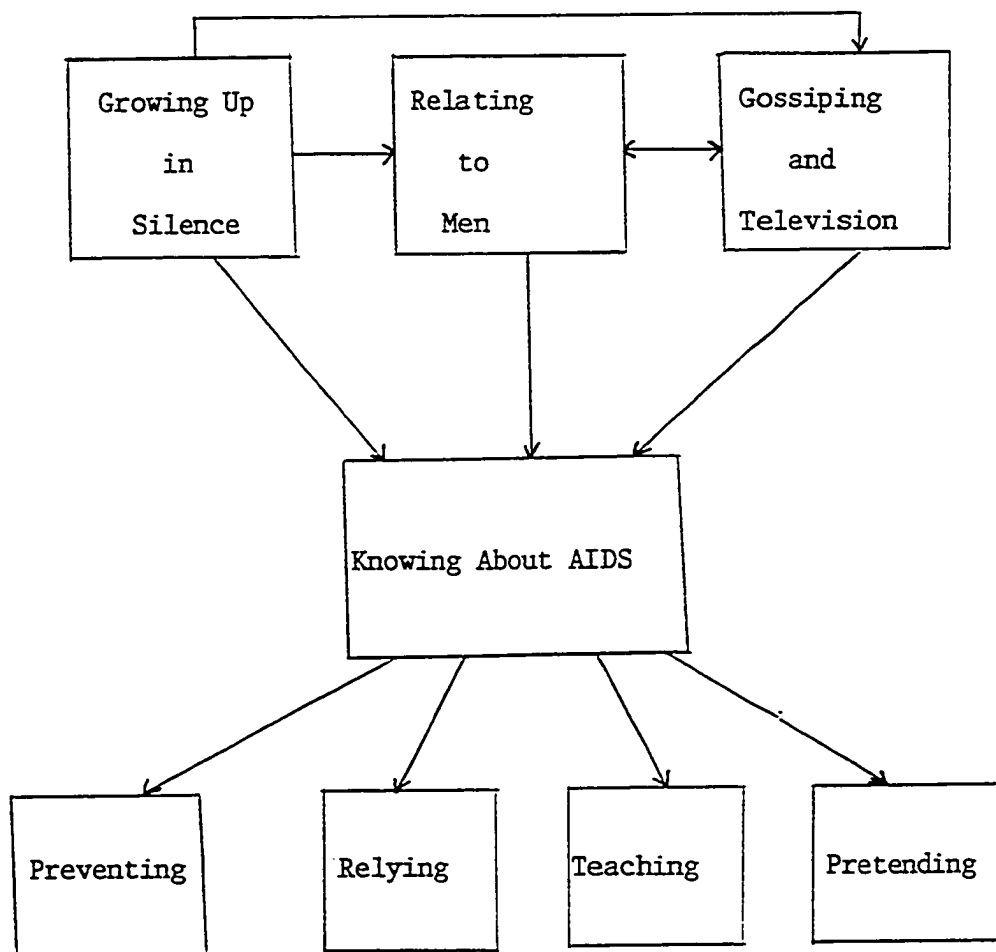 Growing Up
in
Silence
Relating
to
Men
Gossiping
and
Television
Knowing About AIDS
Preventing
Relying
Teaching
Pretending